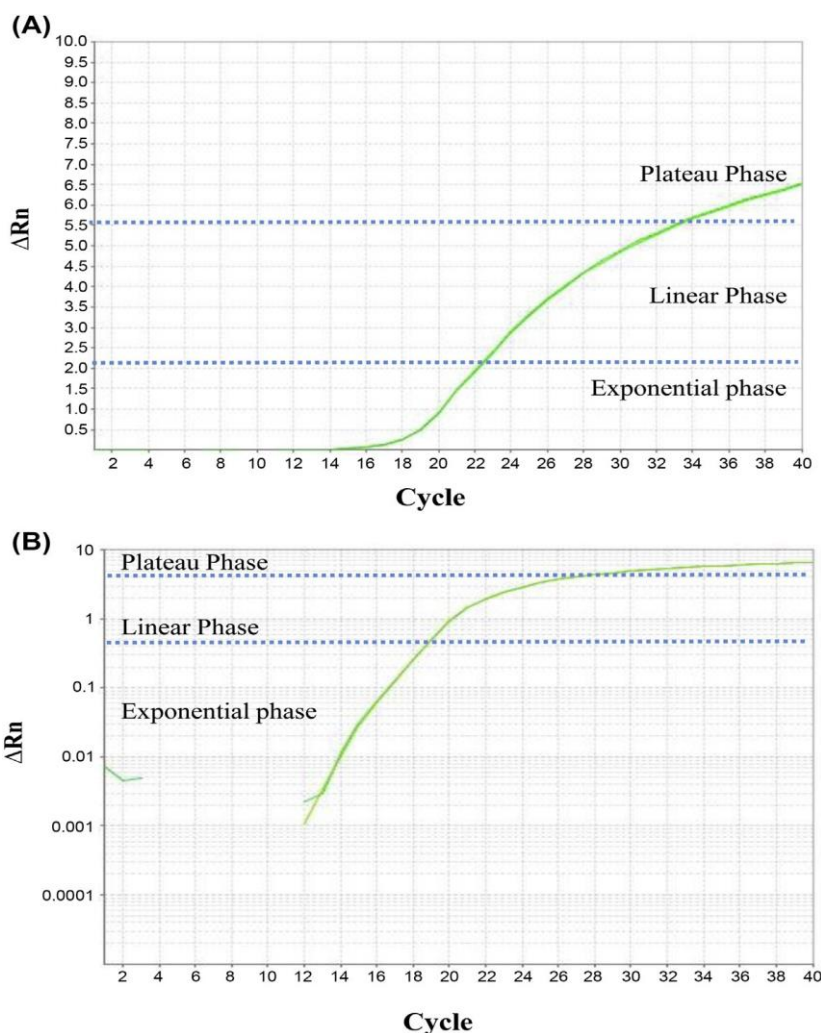 (A)
10.0
9.5
9.0
8.5
8.0
7.5
7.0
6.5
6.0
5.5
5.0
4.5
4.0
3.5
3.0
2.5
2.0
1.5
1.0
0.5
ΔRn
Plateau Phase
Linear Phase
Exponential phase
2 4 6 8 10 12 14 16 18 20 22 24 26 28 30 32 34 36 38 40
Cycle
(B)
10
1
0.1
0.01
0.001
0.0001
ΔRn
Plateau Phase
Linear Phase
Exponential phase
2 4 6 8 10 12 14 16 18 20 22 24 26 28 30 32 34 36 38 40
Cycle